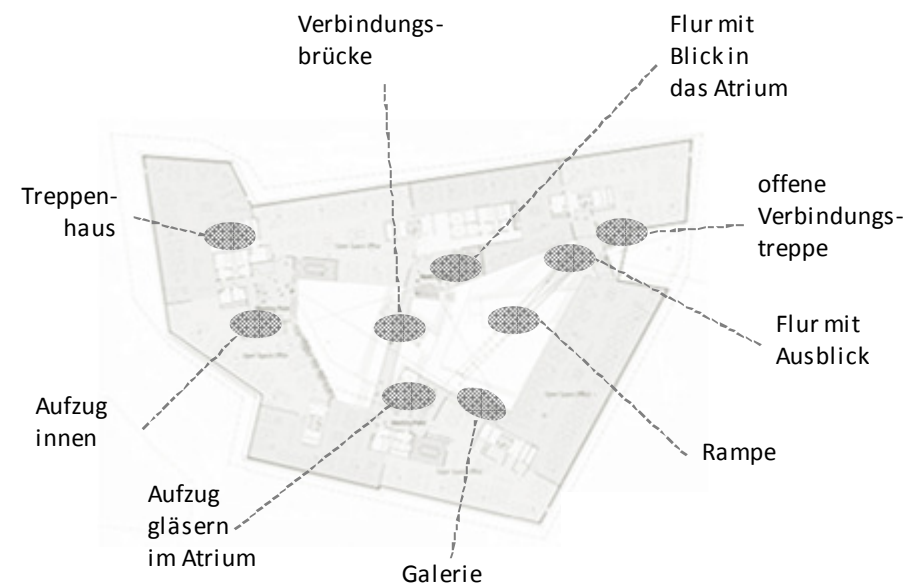 Verbindungs-
brücke
Flur mit
Blick in
das Atrium
Treppen-
haus
offene
Verbindungs-
treppe
Flur mit
Ausblick
Aufzug
innen
Rampe
Aufzug
gläsern
im Atrium
Galerie